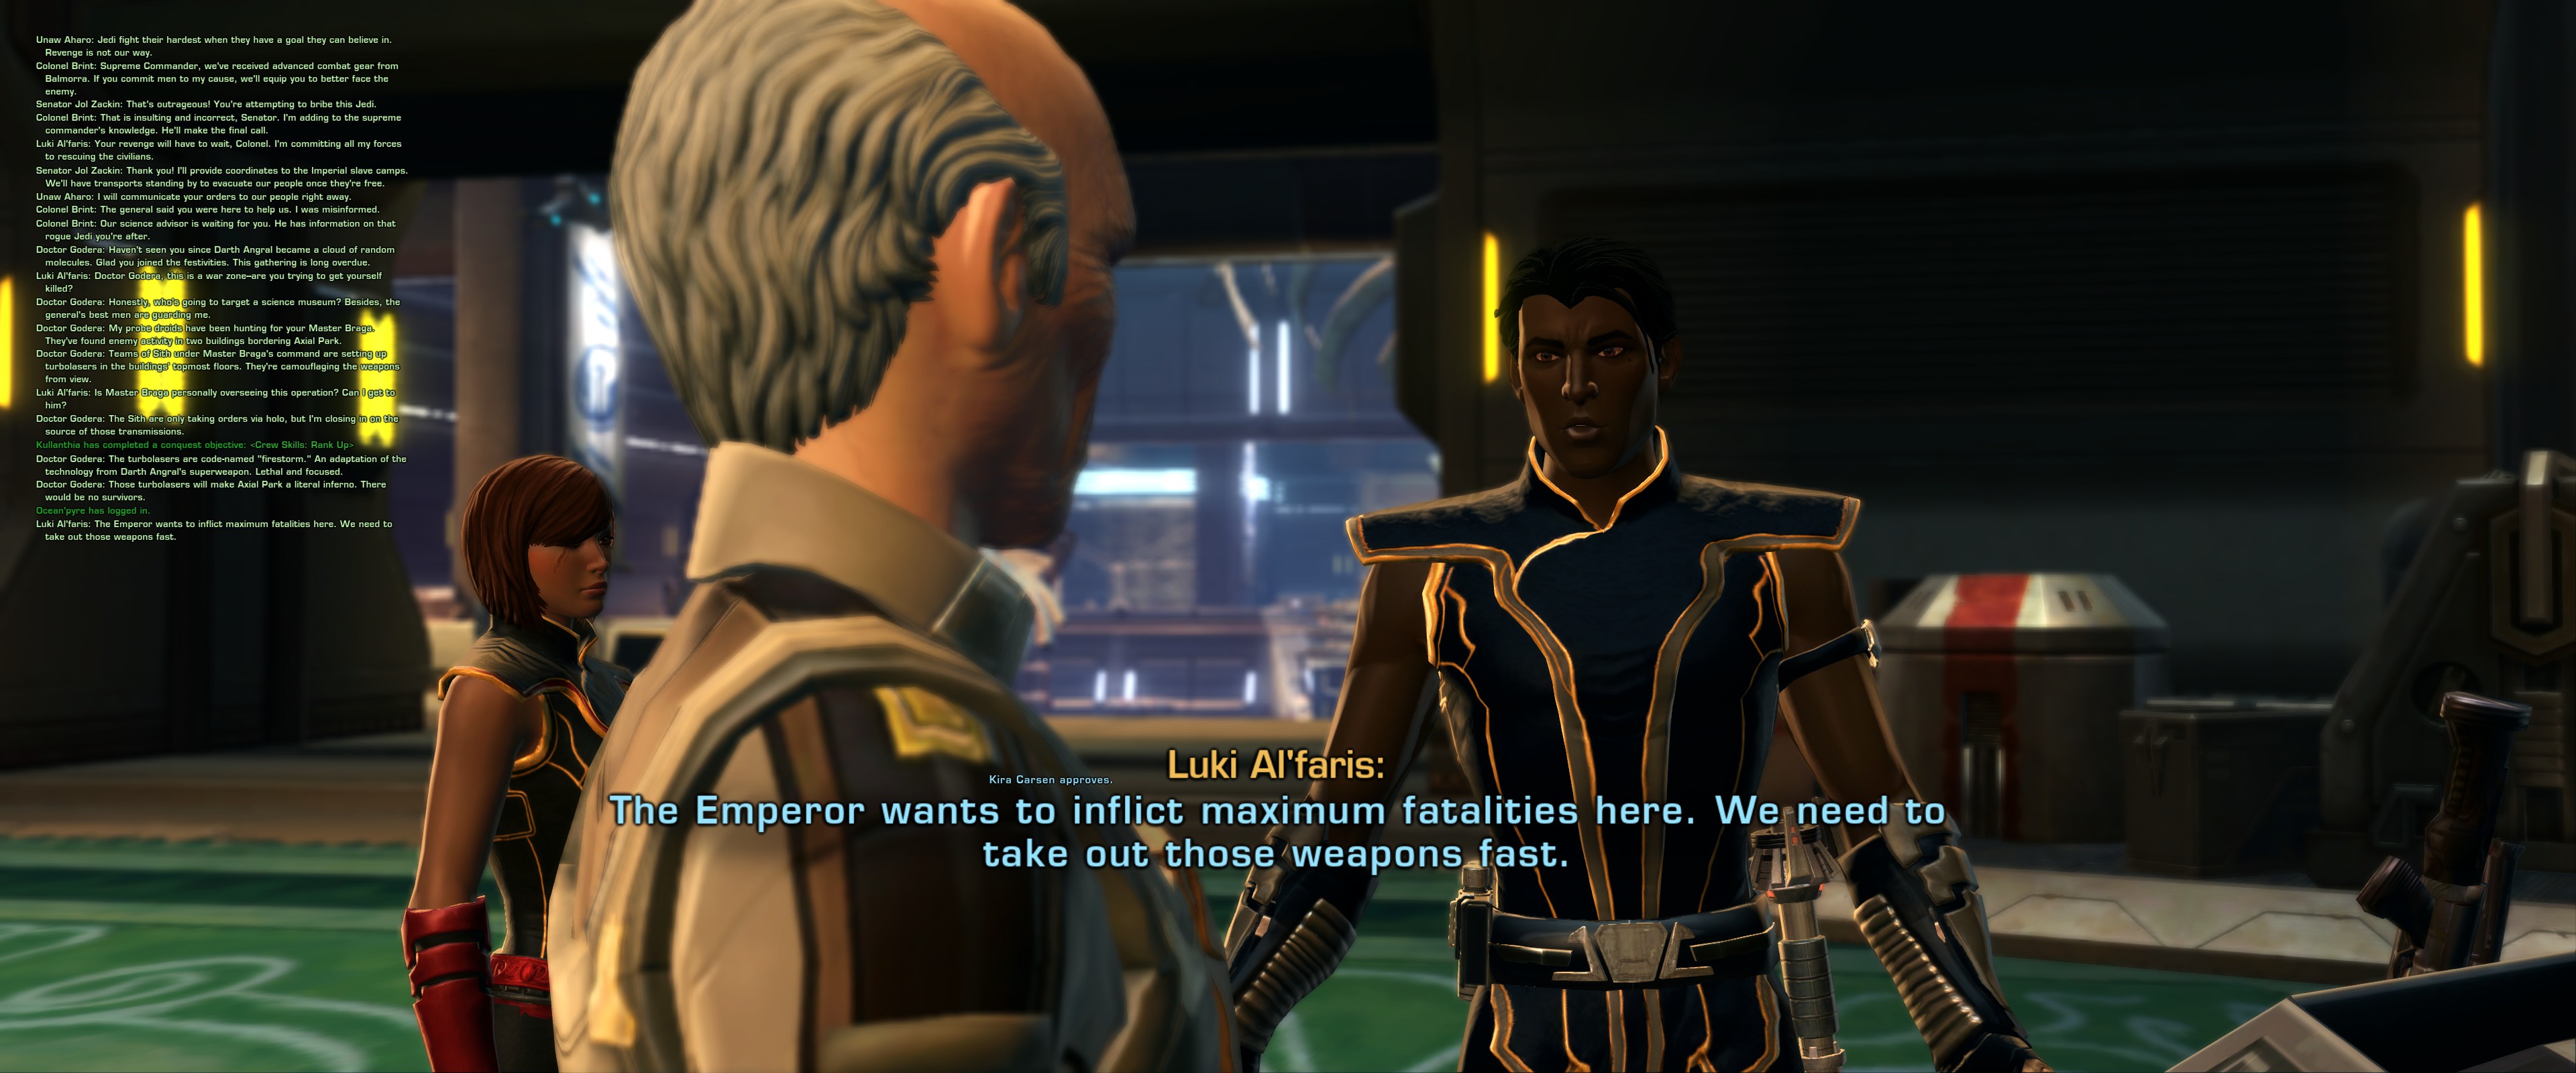 Unaw Aharo: Jedi fight their hardest when they have a goal they can believe in.
Revenge is not our way.
Colonel Brint: Supreme Commander, we've received advanced combat gear from
Balmorra. If you commit men to my cause, we'll equip you to better face the
enemy.
Senator Jol Zackin: That's outrageous! You're attempting to bribe this Jedi.
Colonel Brint: That is insulting and incorrect, Senator. I'm adding to the supreme
commander's knowledge. He'll make the final call.
Luki Al'faris: Your revenge will have to wait, Colonel. I'm committing all my forces
to rescuing the civilians.
Senator Jol Zackin: Thank you! I'll provide coordinates to the Imperial slave camps.
We'll have transports standing by to evacuate our people once they're free.
Unaw Aharo: I will communicate your orders to our people right away.
Colonel Brint: The general said you were here to help us. I was misinformed.
Colonel Brint: Our science advisor is waiting for you. He has information on that
rogue Jedi you're after.
Doctor Godera: Haven't seen you since Darth Angral became a cloud of random
molecules. Glad you joined the festivities. This gathering is long overdue.
Luki Al'faris: Doctor Godera, this is a war zone—are you trying to get yourself
killed?
Doctor Godera: Honestly, who's going to target a science museum? Besides, the
general's best men are guarding me.
Doctor Godera: My probe droids have been hunting for your Master Braga.
They've found enemy activity in two buildings bordering Axial Park.
Doctor Godera: Teams of Sith under Master Braga's command are setting up
turbolasers in the buildings' topmost floors. They're camouflaging the weapons
from view.
Luki Al'faris: Is Master Braga personally overseeing this operation? Can I get to
him?
Doctor Godera: The Sith are only taking orders via holo, but I'm closing in on the
source of those transmissions.
Kullanthia has completed a conquest objective: <Crew Skills: Rank Up>
Doctor Godera: The turbolasers are code-named "firestorm." An adaptation of the
technology from Darth Angral's superweapon. Lethal and focused.
Doctor Godera: Those turbolasers will make Axial Park a literal inferno. There
would be no survivors.
Ocean'pyre has logged in.
Luki Al'faris: The Emperor wants to inflict maximum fatalities here. We need to
take out those weapons fast.
Luki Al'faris:
Kira Carsen approves.
The Emperor wants to inflict maximum fatalities here. We need to
take out those weapons fast.